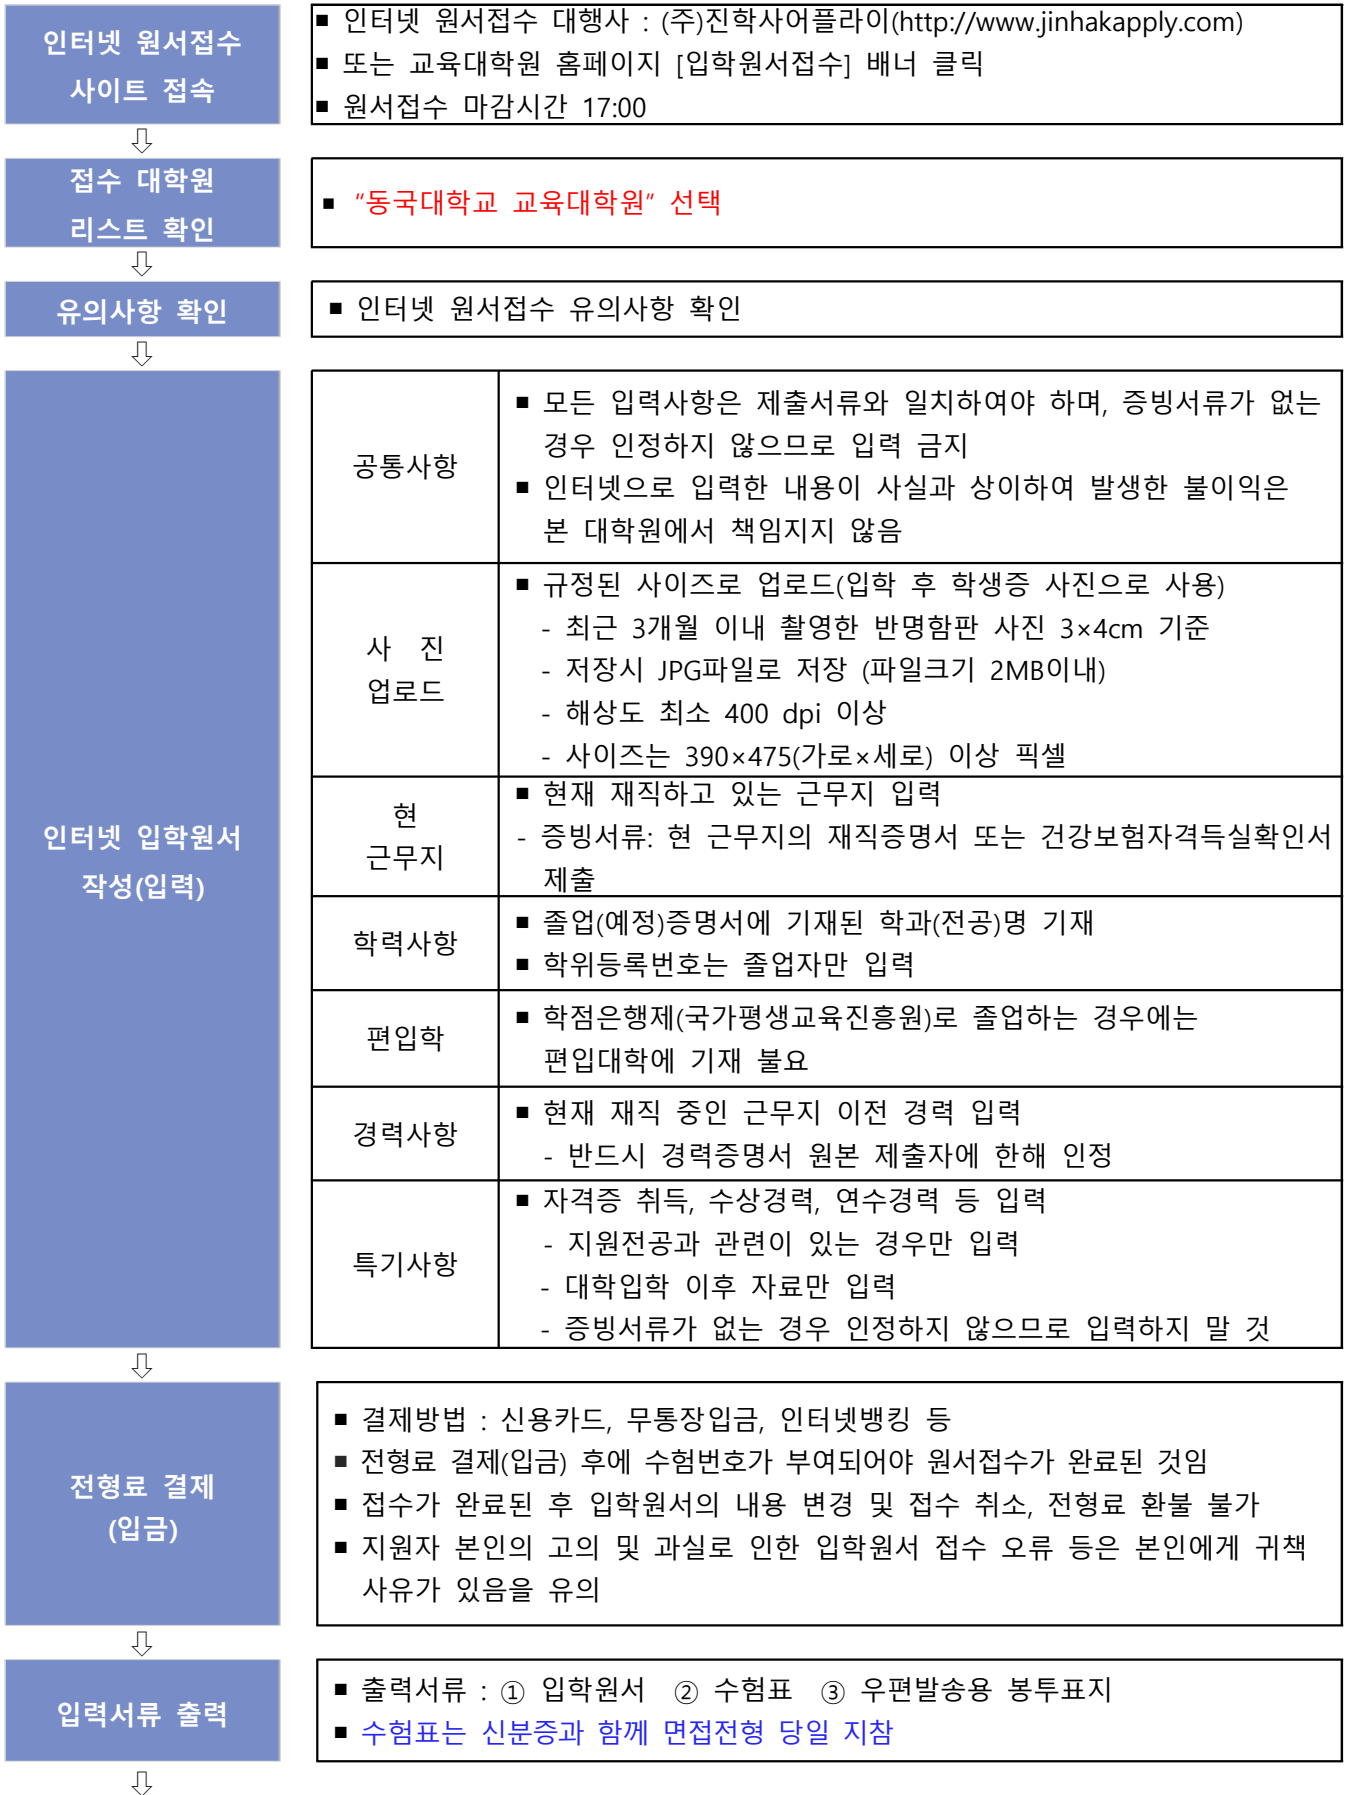 인터넷 원서접수
사이트 접속
■ 인터넷 원서접수 대행사 : (주)진학사어플라이(http://www.jinhakapply.com)
■ 또는 교육대학원 홈페이지 [입학원서접수] 배너 클릭
■ 원서접수 마감시간 17:00
⇩
접수 대학원
리스트 확인
■ “동국대학교 교육대학원” 선택
⇩
유의사항 확인
■ 인터넷 원서접수 유의사항 확인
⇩
인터넷 입학원서
작성(입력)
공통사항
■ 모든 입력사항은 제출서류와 일치하여야 하며, 증빙서류가 없는
경우 인정하지 않으므로 입력 금지
■ 인터넷으로 입력한 내용이 사실과 상이하여 발생한 불이익은
본 대학원에서 책임지지 않음
사 진
업로드
■ 규정된 사이즈로 업로드(입학 후 학생증 사진으로 사용)
- 최근 3개월 이내 촬영한 반명함판 사진 3×4cm 기준
- 저장시 JPG파일로 저장 (파일크기 2MB이내)
- 해상도 최소 400 dpi 이상
- 사이즈는 390×475(가로×세로) 이상 픽셀
현
근무지
■ 현재 재직하고 있는 근무지 입력
- 증빙서류: 현 근무지의 재직증명서 또는 건강보험자격득실확인서
제출
학력사항
■ 졸업(예정)증명서에 기재된 학과(전공)명 기재
■ 학위등록번호는 졸업자만 입력
편입학
■ 학점은행제(국가평생교육진흥원)로 졸업하는 경우에는
편입대학에 기재 불요
경력사항
■ 현재 재직 중인 근무지 이전 경력 입력
- 반드시 경력증명서 원본 제출자에 한해 인정
특기사항
■ 자격증 취득, 수상경력, 연수경력 등 입력
- 지원전공과 관련이 있는 경우만 입력
- 대학입학 이후 자료만 입력
- 증빙서류가 없는 경우 인정하지 않으므로 입력하지 말 것
⇩
전형료 결제
(입금)
■ 결제방법 : 신용카드, 무통장입금, 인터넷뱅킹 등
■ 전형료 결제(입금) 후에 수험번호가 부여되어야 원서접수가 완료된 것임
■ 접수가 완료된 후 입학원서의 내용 변경 및 접수 취소, 전형료 환불 불가
■ 지원자 본인의 고의 및 과실로 인한 입학원서 접수 오류 등은 본인에게 귀책
사유가 있음을 유의
⇩
입력서류 출력
■ 출력서류 : ① 입학원서 ② 수험표 ③ 우편발송용 봉투표지
■ 수험표는 신분증과 함께 면접전형 당일 지참
⇩